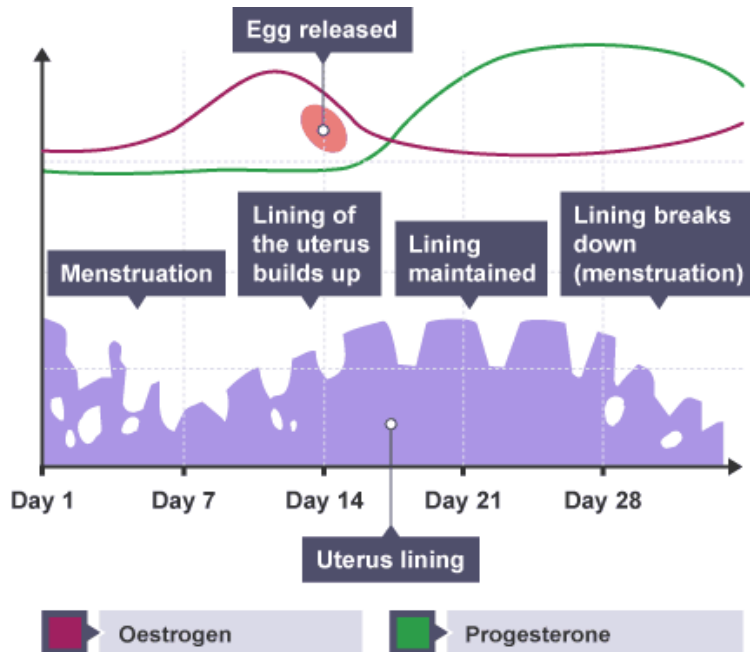 Egg released
Menstruation
Lining of
the uterus
builds up
Lining
maintained
Lining breaks
down
(menstruation)
Day 1
Day 7
Day 14
Day 21
Day 28
Uterus lining
Oestrogen
Progesterone